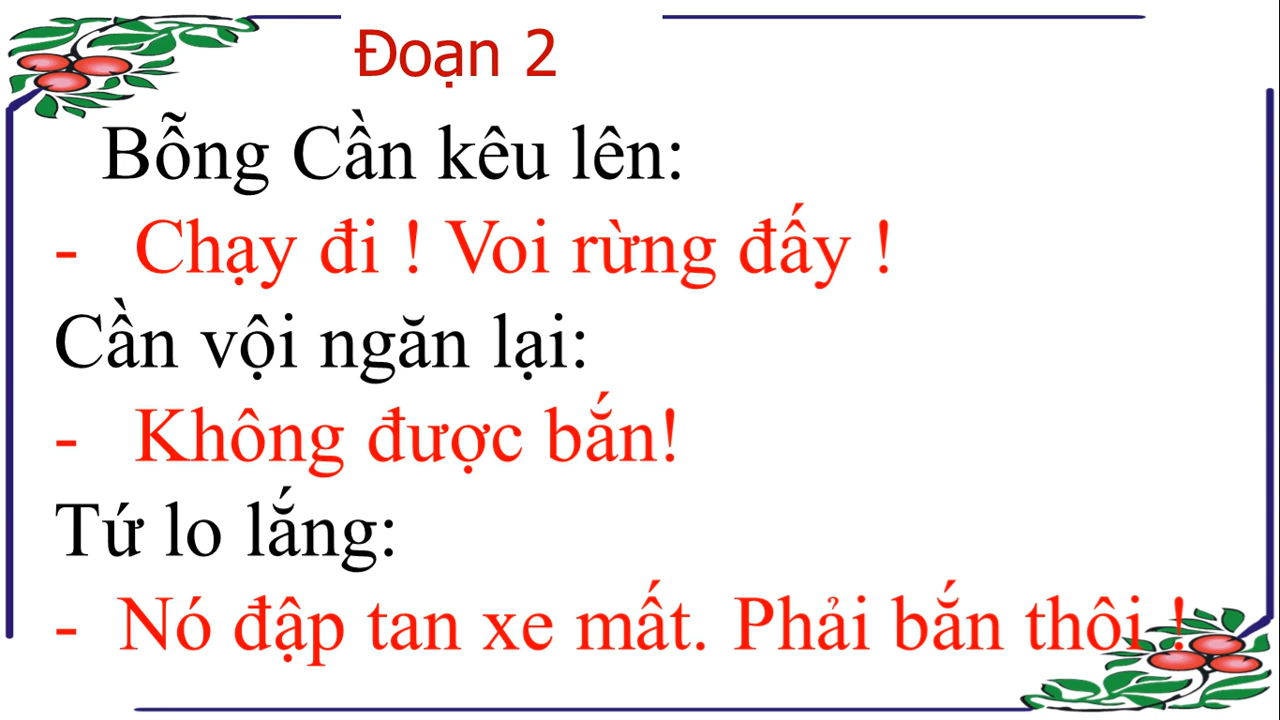 Đoạn 2
Bỗng Cần kêu lên:
- Chạy đi ! Voi rừng đấy !
Cần vội ngăn lại:
- Không được bắn!
Tứ lo lắng:
- Nó đập tan xe mất. Phải bắn thôi !